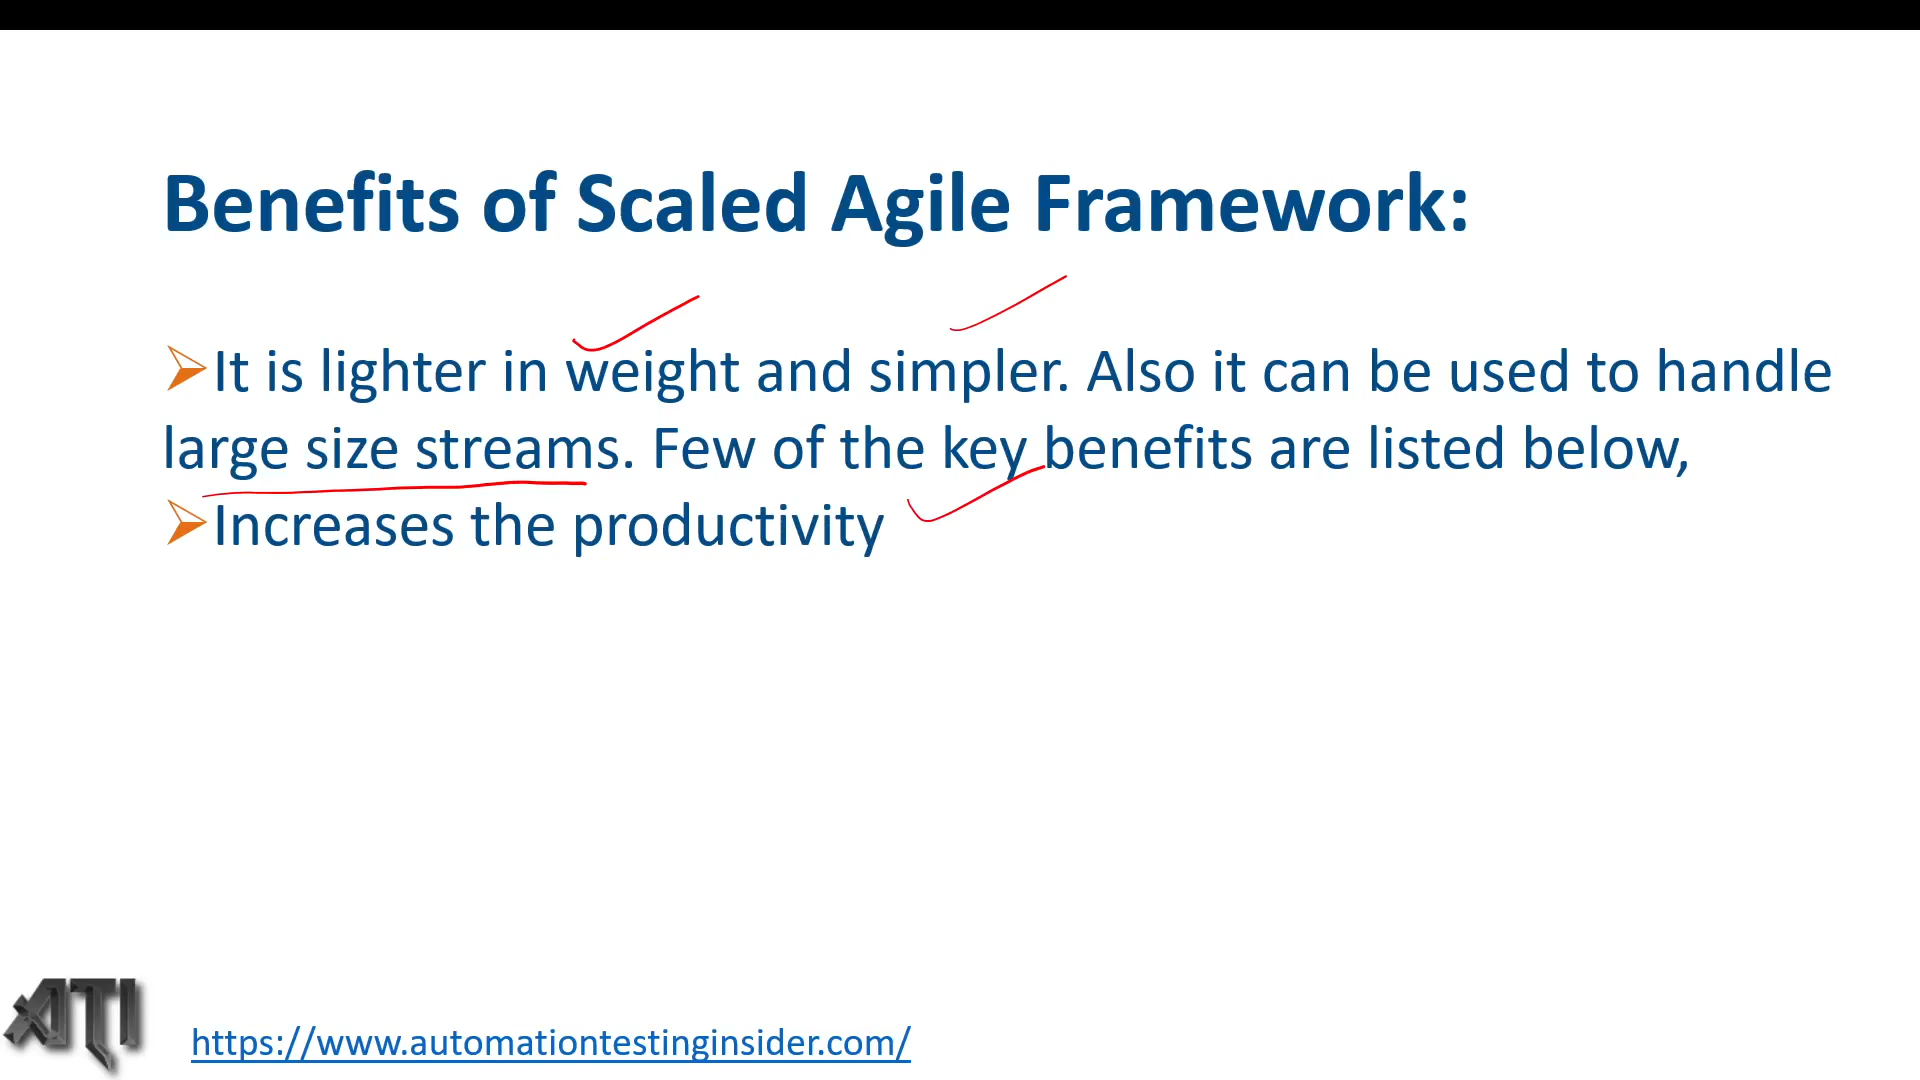 Benefits of Scaled Agile Framework:
It is lighter in weight and simpler. Also it can be used to handle
large size streams. Few of the key benefits are listed below,
Increases the productivity
ATI
https://www.automationtestinginsider.com/